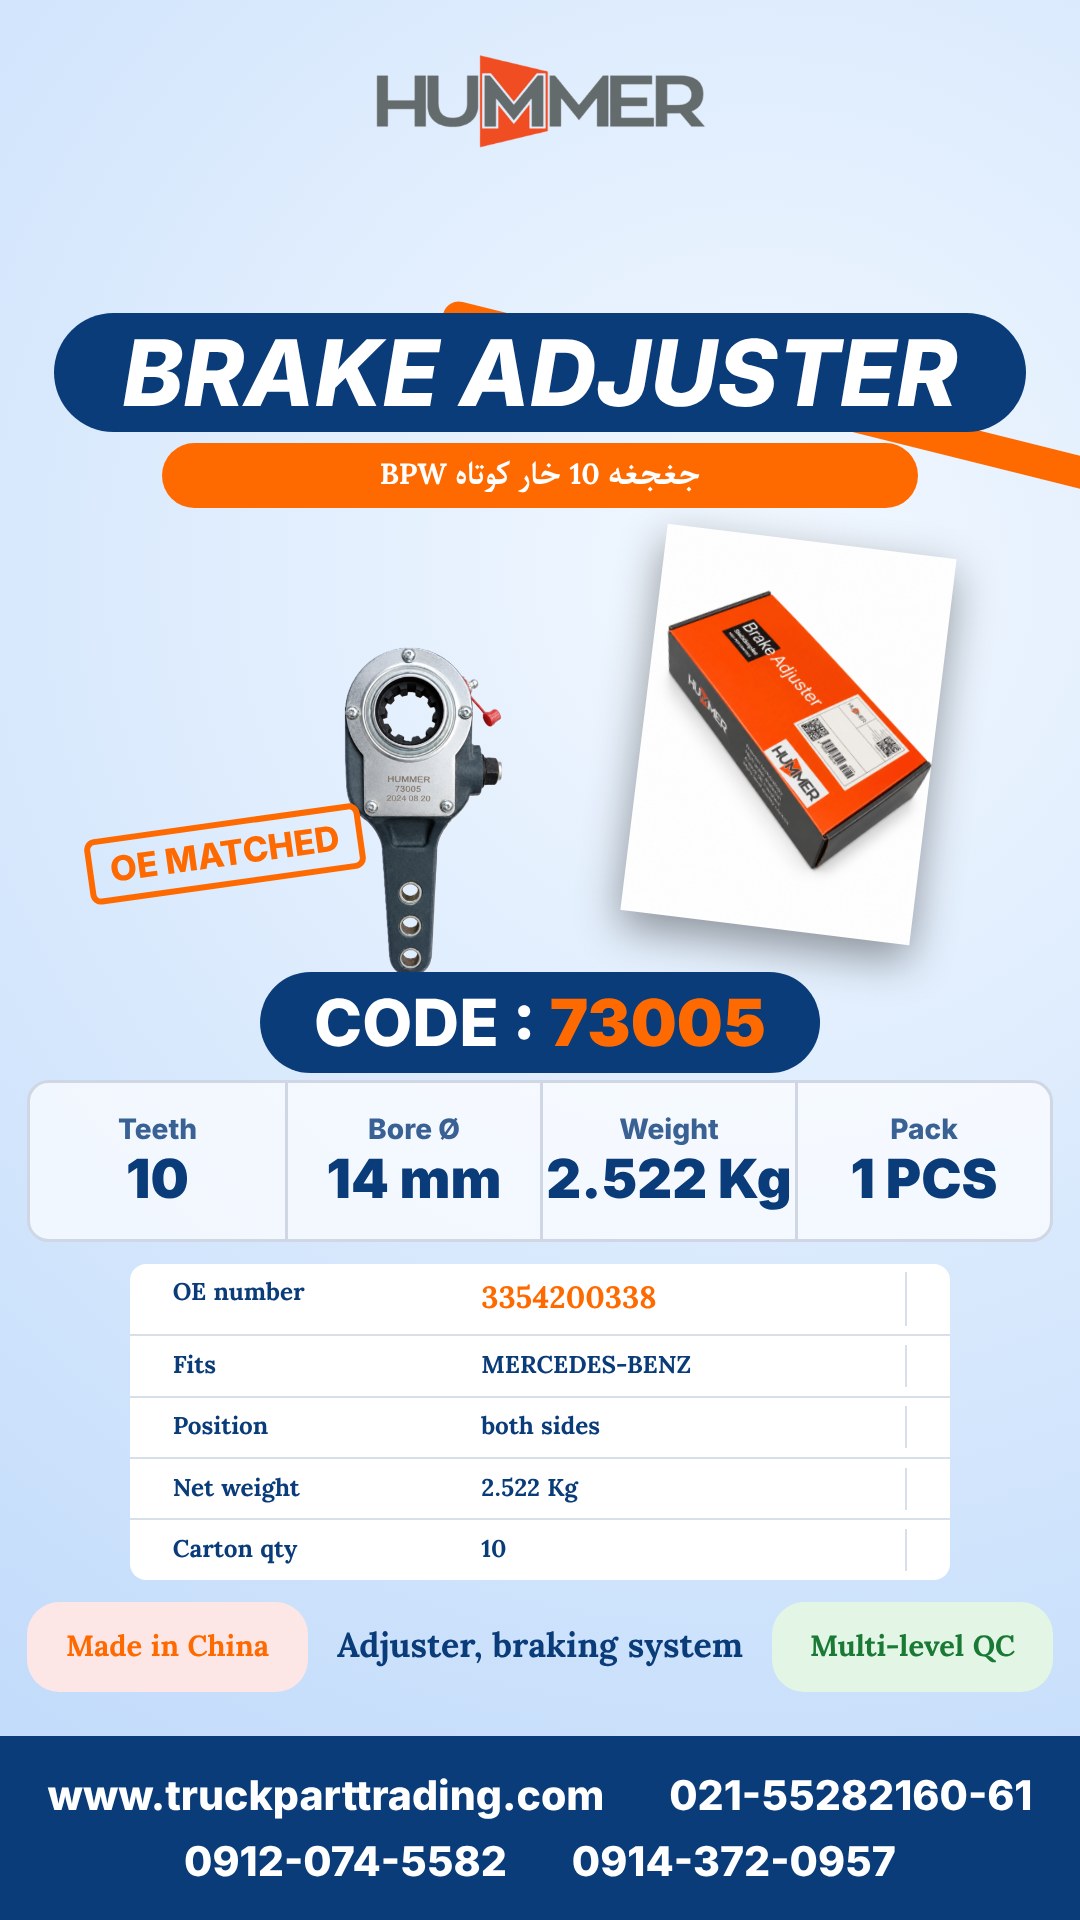 HUMMER
BRAKE ADJUSTER
جغجغه 10 خار کوتاه BPW
Brake Adjuster
HUMMER
HUMMER
HUMMER
73005
2024 08 20
OE MATCHED
CODE : 73005
Teeth
10
Bore Ø
14 mm
Weight
2.522 Kg
Pack
1 PCS
OE number 3354200338
Fits MERCEDES-BENZ
Position both sides
Net weight 2.522 Kg
Carton qty 10
Made in China
Adjuster, braking system
Multi-level QC
www.truckparttrading.com 021-55282160-61
0912-074-5582 0914-372-0957